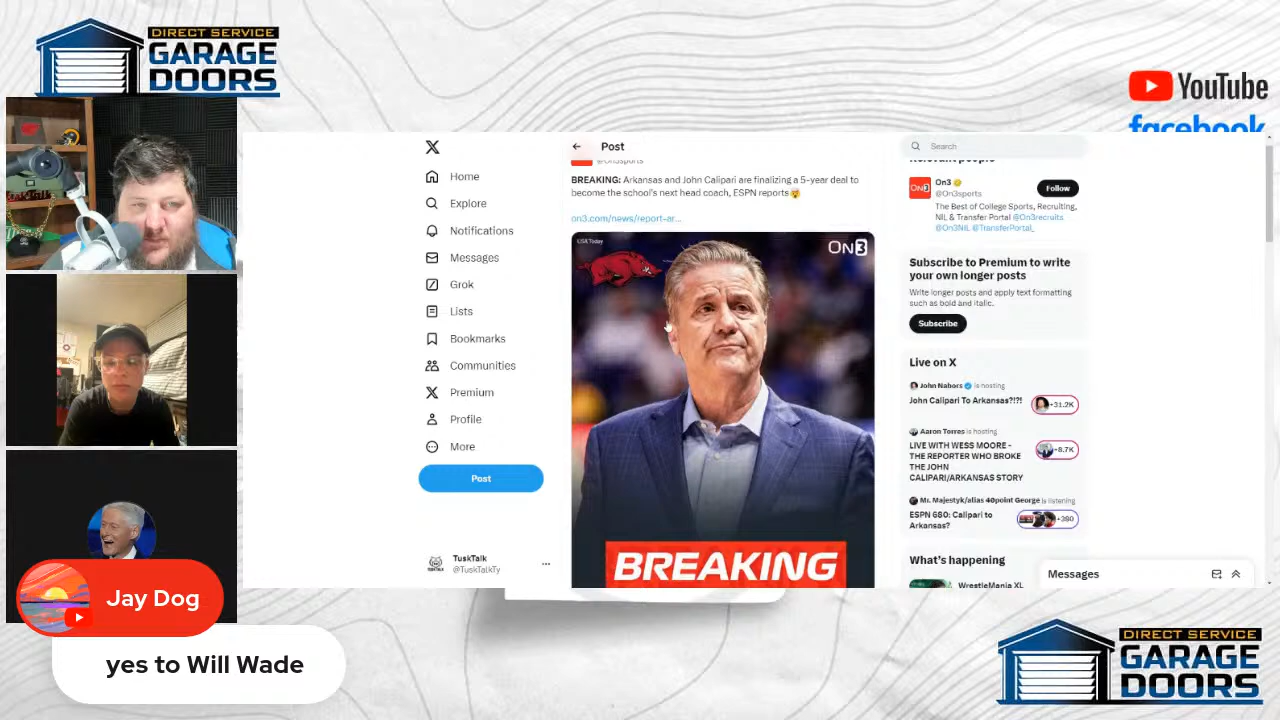 DIRECT SERVICE
GARAGE
DOORS
YouTube
facebook
Post
Search
@On3sports
Relevant people
BREAKING: Arkansas and John Calipari are finalizing a 5-year deal to
become the school's next head coach, ESPN reports
on3.com/news/report-ar...
Home
Explore
Notifications
Messages
Grok
Lists
Bookmarks
Communities
Premium
Profile
More
Post
TuskTalk
@TuskTalkTy
USA Today
ON3
BREAKING
ON3
On3
@On3sports
Follow
The Best of College Sports, Recruiting,
NIL & Transfer Portal @On3recruits
@On3NIL @TransferPortal_
Subscribe to Premium to write
your own longer posts
Write longer posts and apply text formatting
such as bold and italic.
Subscribe
Live on X
John Nabors is hosting
John Calipari To Arkansas?!?!
+31.2K
Aaron Torres is hosting
LIVE WITH WESS MOORE -
THE REPORTER WHO BROKE
THE JOHN
CALIPARI/ARKANSAS STORY
+8.7K
Mr. Majestyk/alias 40point George is listening
ESPN 680: Calipari to
Arkansas?
+380
What's happening
WrestleMania XL
Messages
Jay Dog
yes to Will Wade
DIRECT SERVICE
GARAGE
DOORS